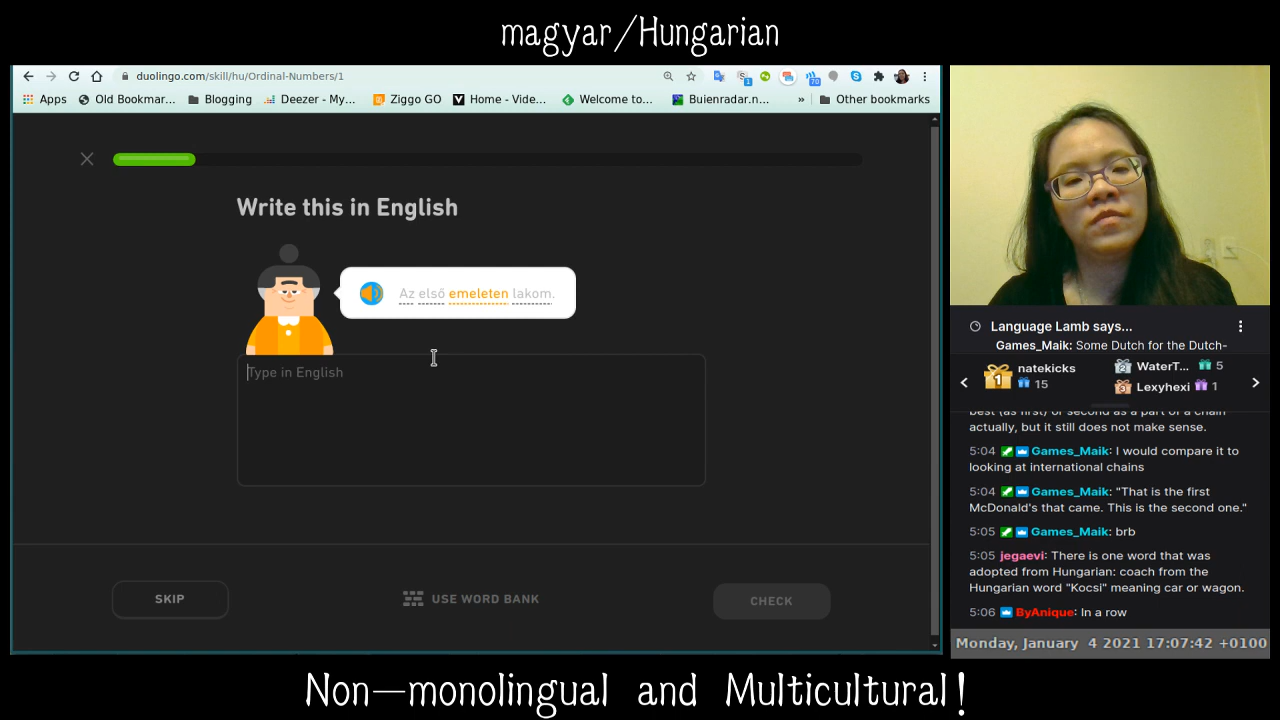 magyar/Hungarian
duolingo.com/skill/hu/Ordinal-Numbers/1
1
70
Apps
Old Bookmar...
Blogging
Deezer - My...
Ziggo GO
Home - Vide...
Welcome to...
Buienradar.n...
»
Other bookmarks
Write this in English
Az első emeleten lakom.
Type in English
SKIP
USE WORD BANK
CHECK
Language Lamb says...
Games_Maik: Some Dutch for the Dutch-
1
natekicks
15
2
WaterT...
5
3
Lexyhexi
1
best (as first) or second as a part of a chain
actually, but it still does not make sense.
5:04 Games_Maik: I would compare it to
looking at international chains
5:04 Games_Maik: "That is the first
McDonald's that came. This is the second one."
5:05 Games_Maik: brb
5:05 jegaevi: There is one word that was
adopted from Hungarian: coach from the
Hungarian word "Kocsi" meaning car or wagon.
5:06 ByAnique: In a row
Monday, January 4 2021 17:07:42 +0100
Non-monolingual and Multicultural!